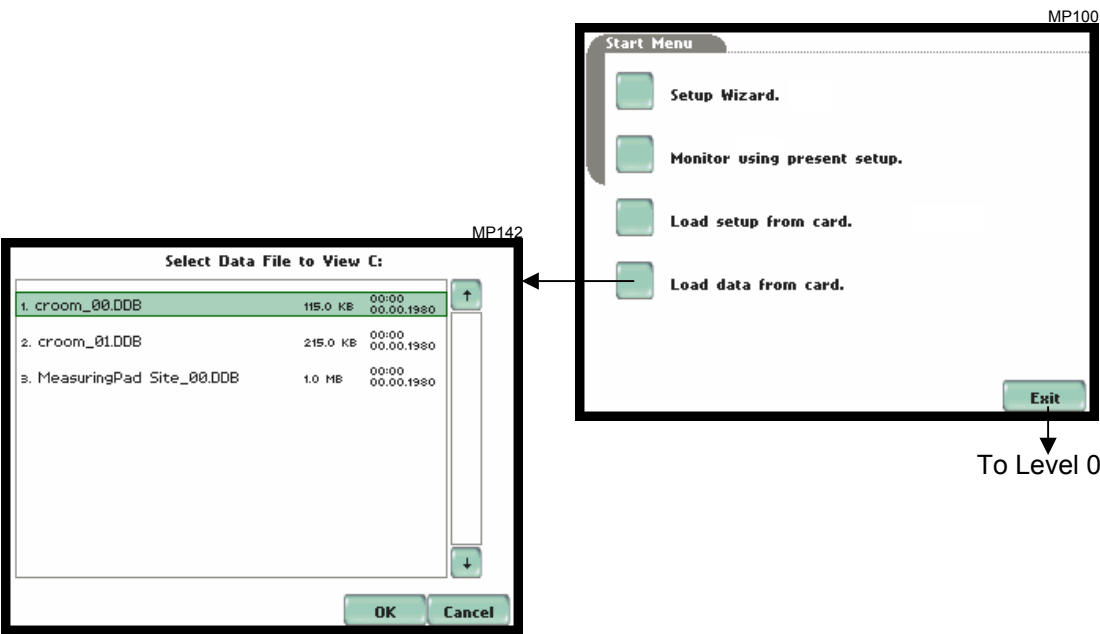 MP100
Start Menu
Setup Wizard.
Monitor using present setup.
Load setup from card.
Load data from card.
Exit
To Level 0
MP142
Select Data File to View C:
1. croom_00.DDB 115.0 KB 00:00 00.00.1980
2. croom_01.DDB 215.0 KB 00:00 00.00.1980
3. MeasuringPad Site_00.DDB 1.0 MB 00:00 00.00.1980
OK Cancel